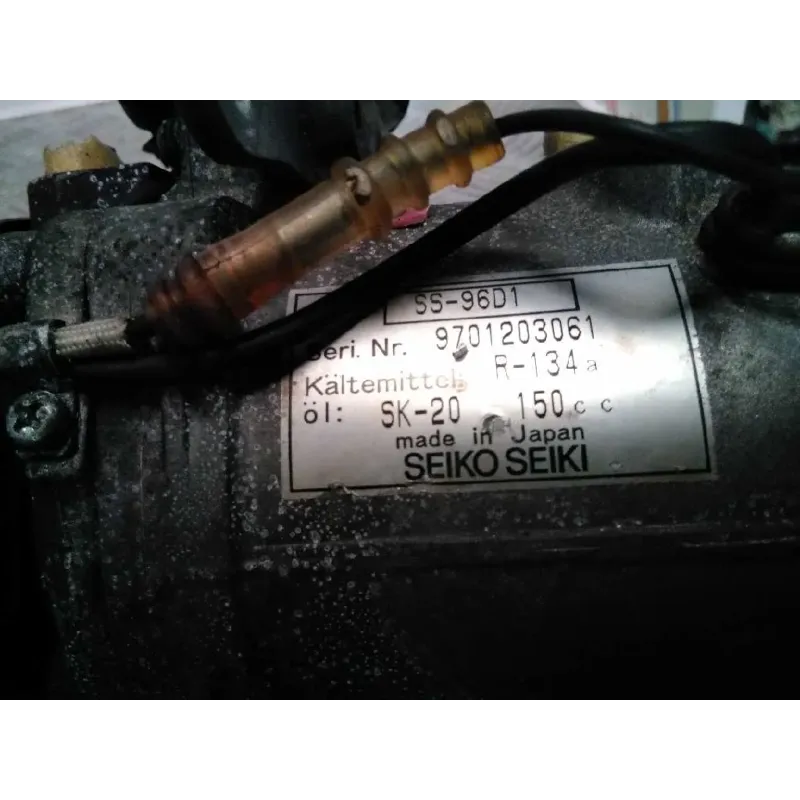 SS-96D1
Seri. Nr. 9701203061
Kältemittel: R-134a
öl: SK-20 150cc
made in Japan
SEIKO SEIKI